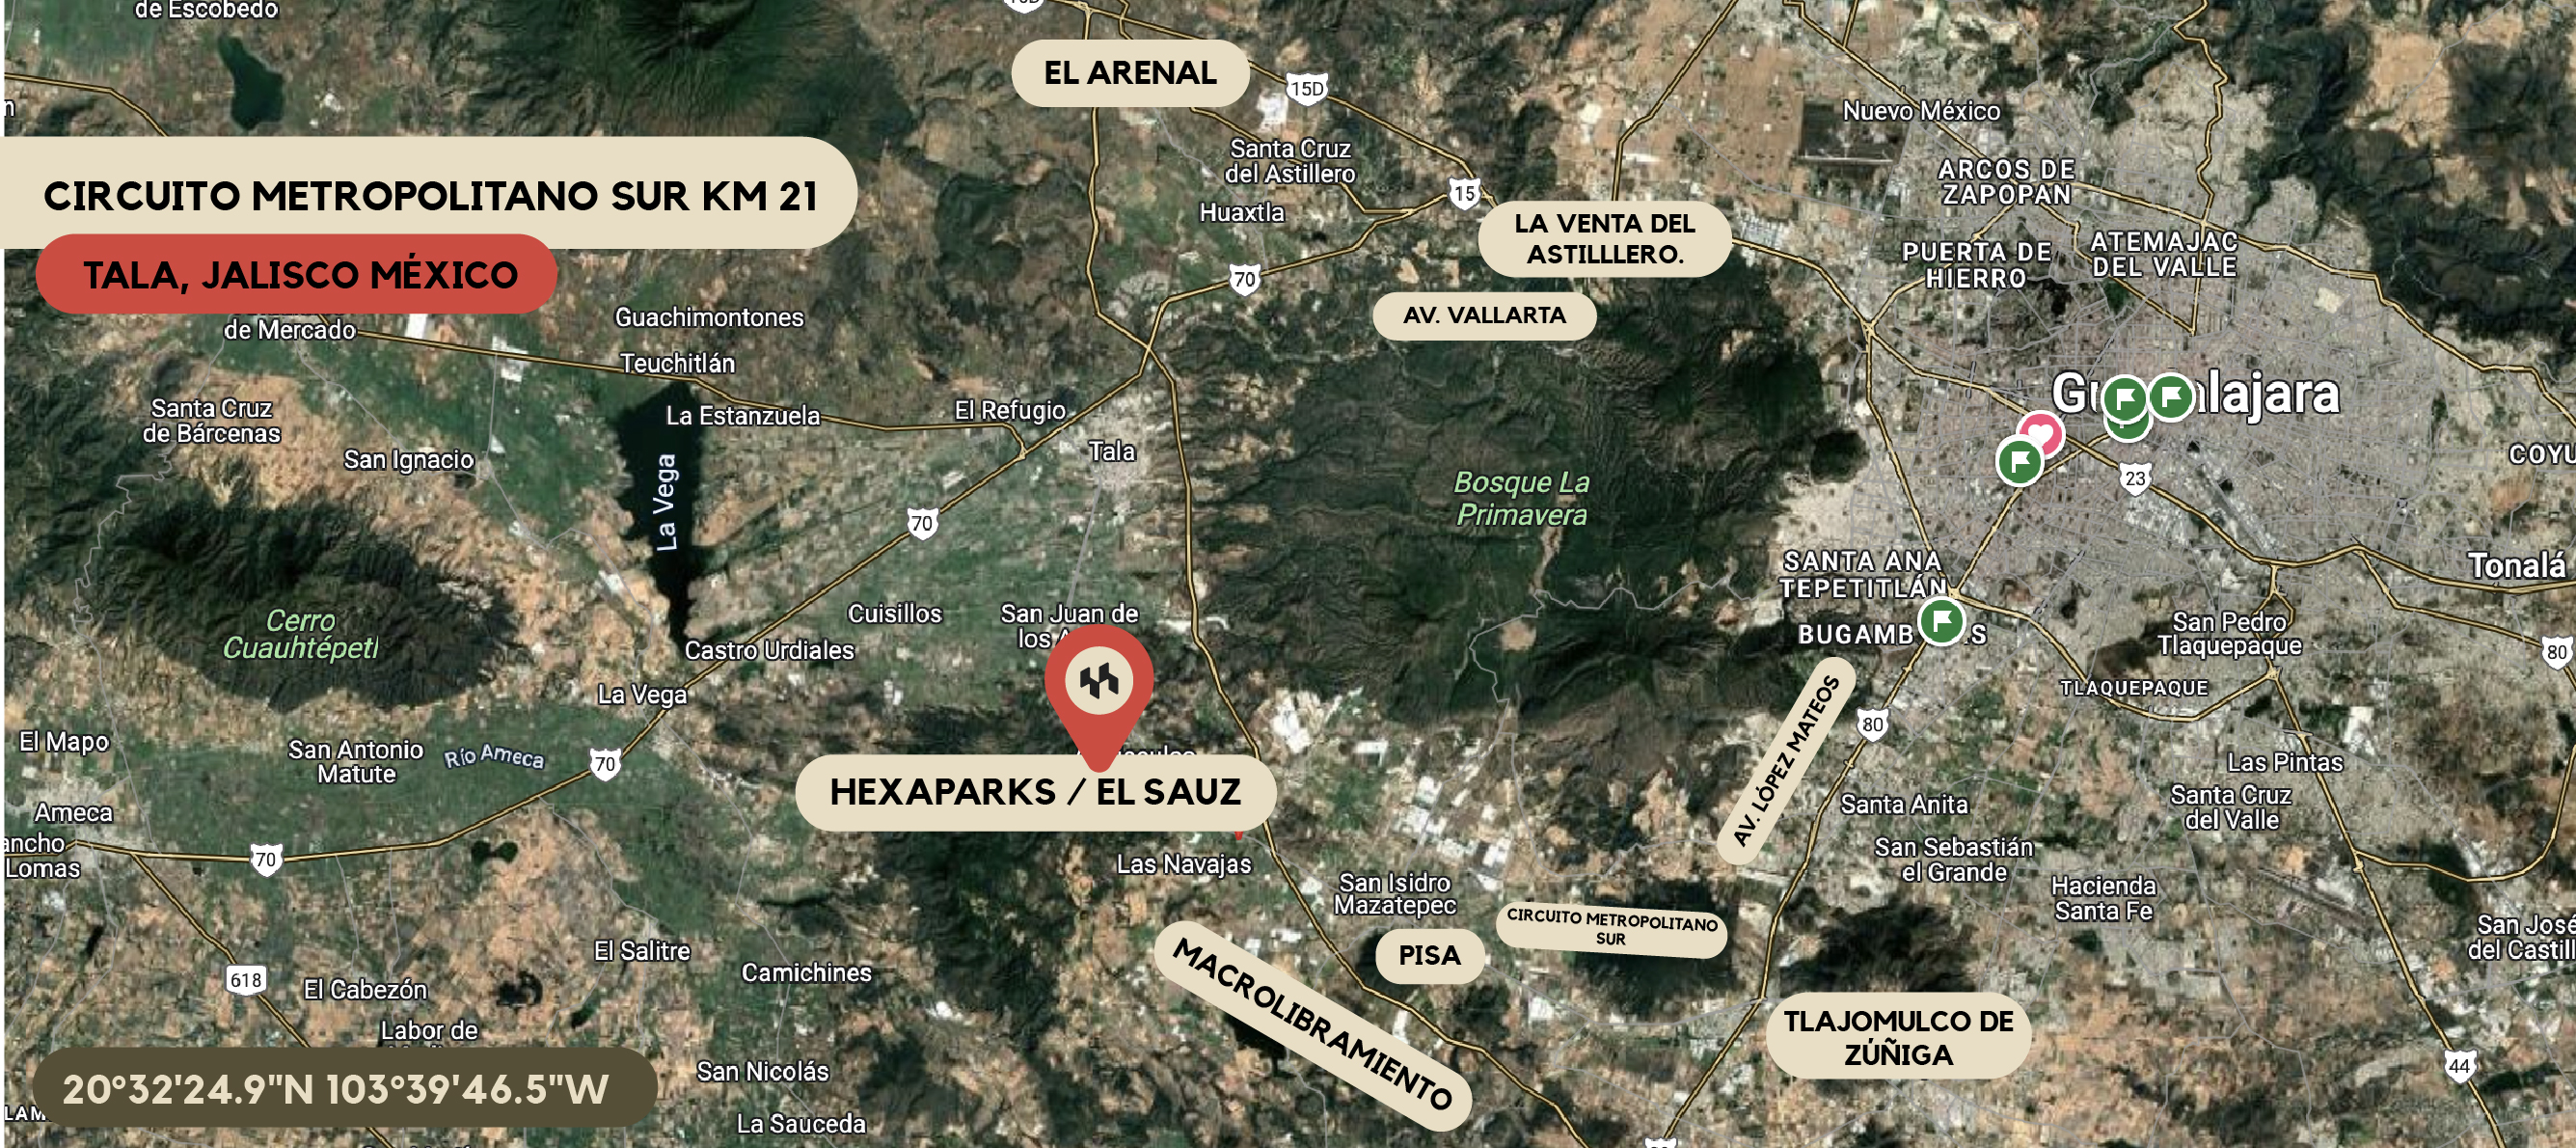 de Escobedo
EL ARENAL
15D
Nuevo México
Santa Cruz
del Astillero
CIRCUITO METROPOLITANO SUR KM 21
ARCOS DE
ZAPOPAN
15
Huaxtla
LA VENTA DEL
ASTILLLERO.
PUERTA DE
HIERRO
ATEMAJAC
DEL VALLE
TALA, JALISCO MÉXICO
70
AV. VALLARTA
de Mercado
Guachimontones
Teuchitlán
Santa Cruz
de Bárcenas
La Estanzuela
El Refugio
Tala
San Ignacio
La Vega
70
Bosque La
Primavera
23
Tonalá
SANTA ANA
TEPETITLÁN
Cerro
Cuauhtépetl
Cuisillos
San Juan de
los
San Pedro
Tlaquepaque
80
Castro Urdiales
La Vega
TLAQUEPAQUE
AV. LÓPEZ MATEOS
80
El Mapo
San Antonio
Matute
Río Ameca
70
HEXAPARKS / EL SAUZ
Las Pintas
Santa Cruz
del Valle
Santa Anita
Ameca
Lomas
70
Las Navajas
San Sebastián
el Grande
San Isidro
Mazatepec
Hacienda
Santa Fe
CIRCUITO METROPOLITANO
SUR
PISA
San José
El Salitre
Camichines
618
El Cabezón
MACROLIBRAMIENTO
Labor de
TLAJOMULCO DE
ZÚÑIGA
20°32'24.9"N 103°39'46.5"W
San Nicolás
44
La Sauceda